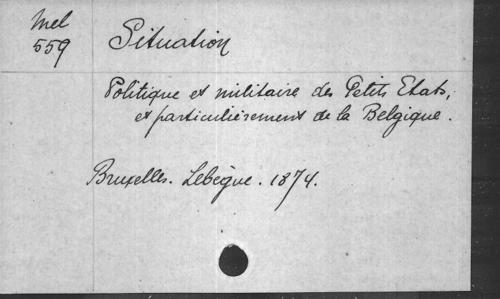 Mel
559
Situation
Politique et militaire des Petits Etats,
et particulièrement de la Belgique.
Bruxelles. Lebègue. 1874.